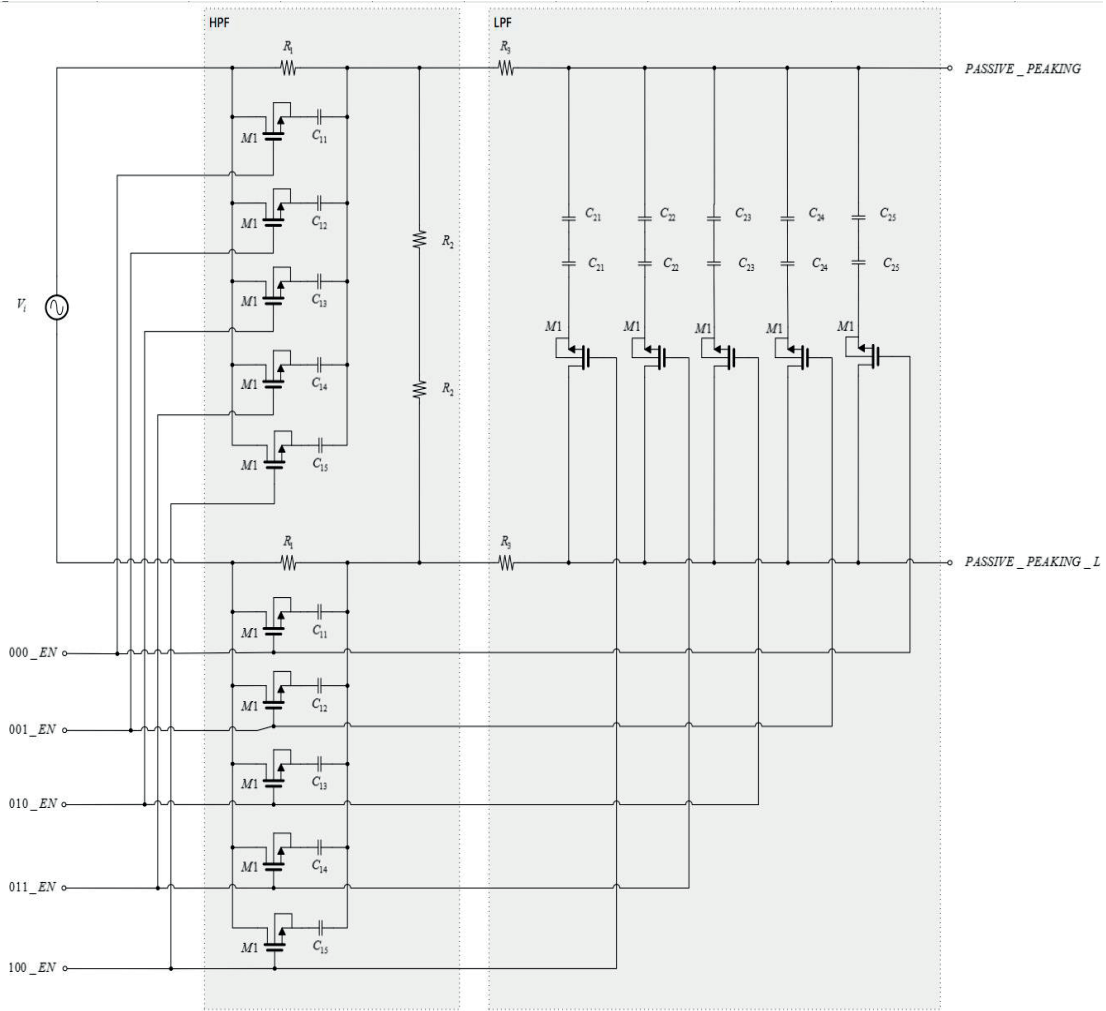 HPF
LPF
R₁
R₃
PASSIVE_PEAKING
M1
C₁₁
M1
C₁₂
C₂₁
C₂₂
C₂₃
C₂₄
C₂₅
R₂
C₂₁
C₂₂
C₂₃
C₂₄
C₂₅
M1
C₁₃
Vᵢ
M1
M1
M1
M1
M1
M1
C₁₄
R₂
M1
C₁₅
R₁
R₃
PASSIVE_PEAKING_L
M1
C₁₁
000_EN
M1
C₁₂
001_EN
M1
C₁₃
010_EN
M1
C₁₄
011_EN
M1
C₁₅
100_EN